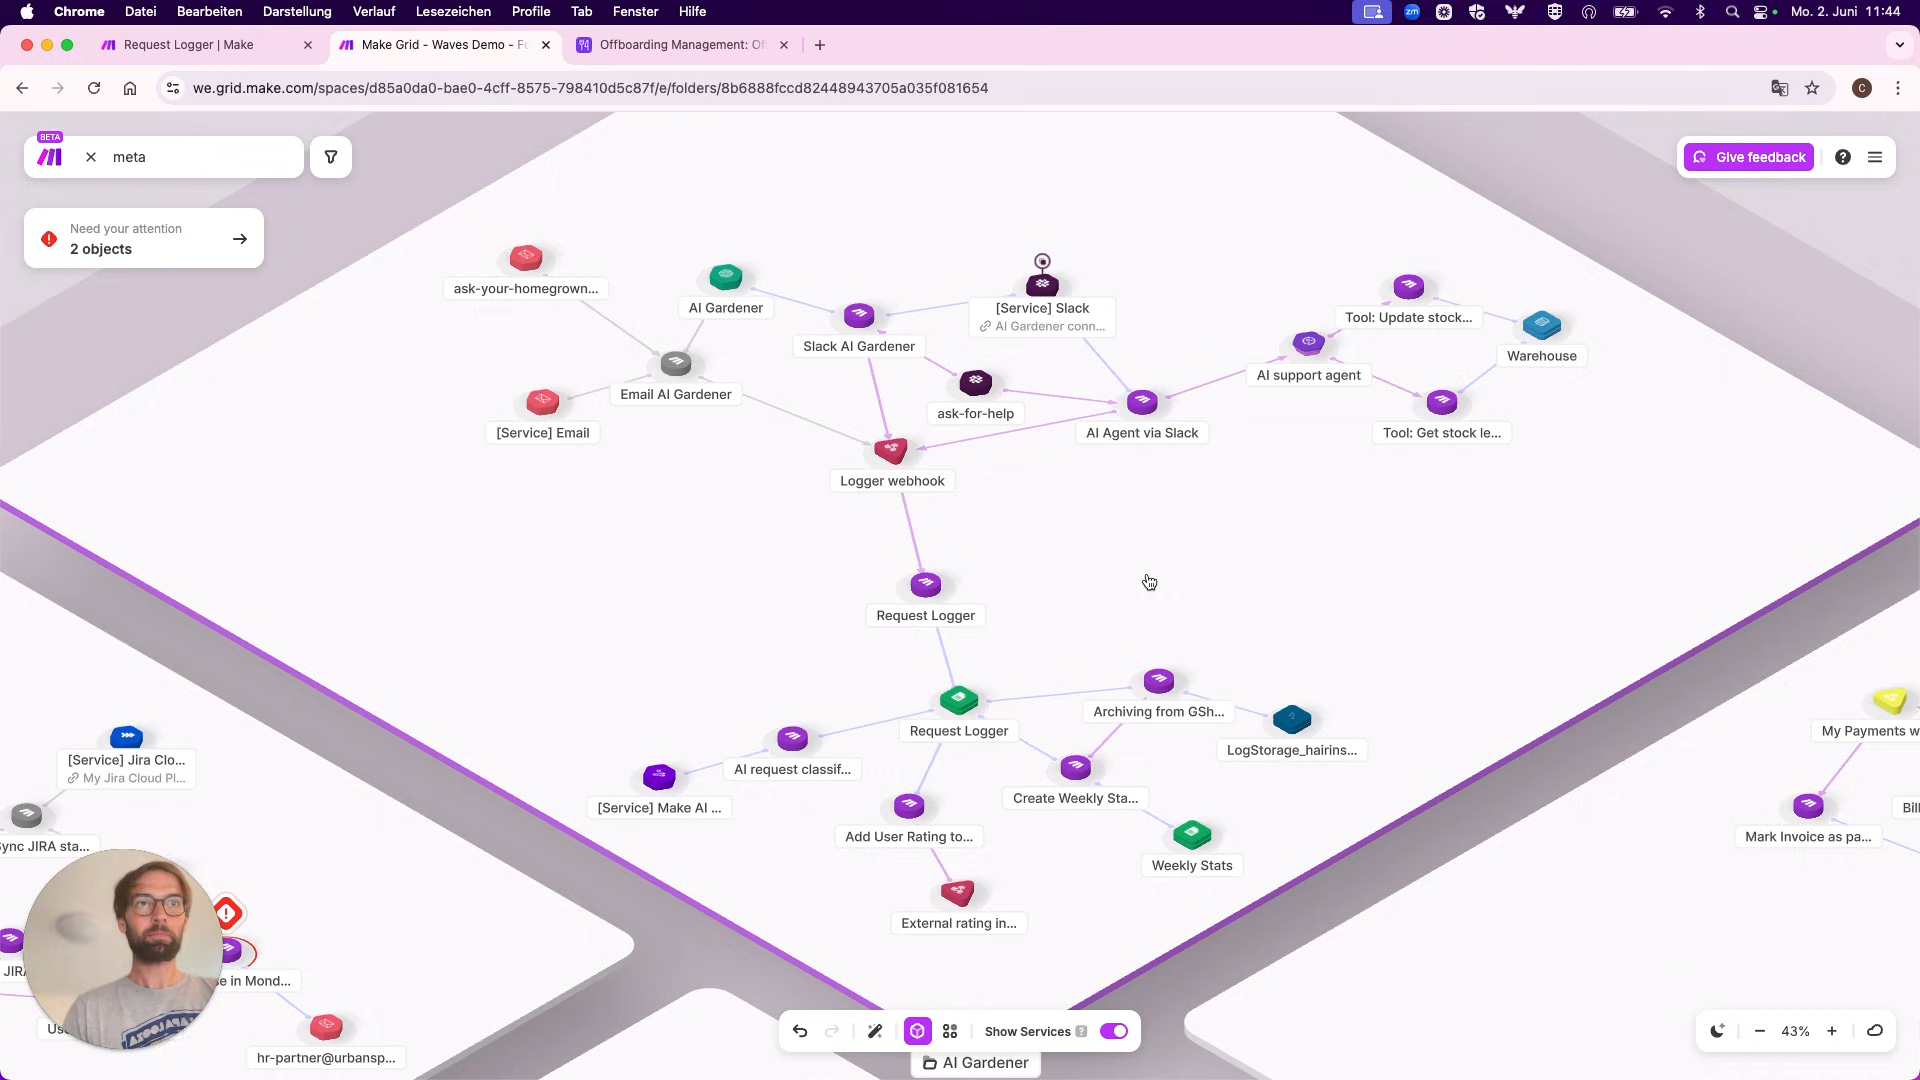 Chrome Datei Bearbeiten Darstellung Verlauf Lesezeichen Profile Tab Fenster Hilfe
zm
Mo. 2. Juni 11:44
Request Logger | Make
Make Grid - Waves Demo - Fo
Offboarding Management: Of
we.grid.make.com/spaces/d85a0da0-bae0-4cff-8575-798410d5c87f/e/folders/8b6888fccd82448943705a035f081654
C
BETA
meta
Give feedback
Need your attention
2 objects
ask-your-homegrown...
AI Gardener
[Service] Slack
AI Gardener conn...
Tool: Update stock...
Slack AI Gardener
Warehouse
AI support agent
Email AI Gardener
ask-for-help
[Service] Email
AI Agent via Slack
Tool: Get stock le...
Logger webhook
Request Logger
Archiving from GSh...
Request Logger
My Payments w
LogStorage_hairins...
[Service] Jira Clo...
My Jira Cloud Pl...
AI request classif...
[Service] Make AI ...
Create Weekly Sta...
Bill
Add User Rating to...
Mark Invoice as pa...
Sync JIRA sta...
Weekly Stats
External rating in...
JIRA
se in Mond...
Us
hr-partner@urbansp...
Show Services ?
43%
AI Gardener